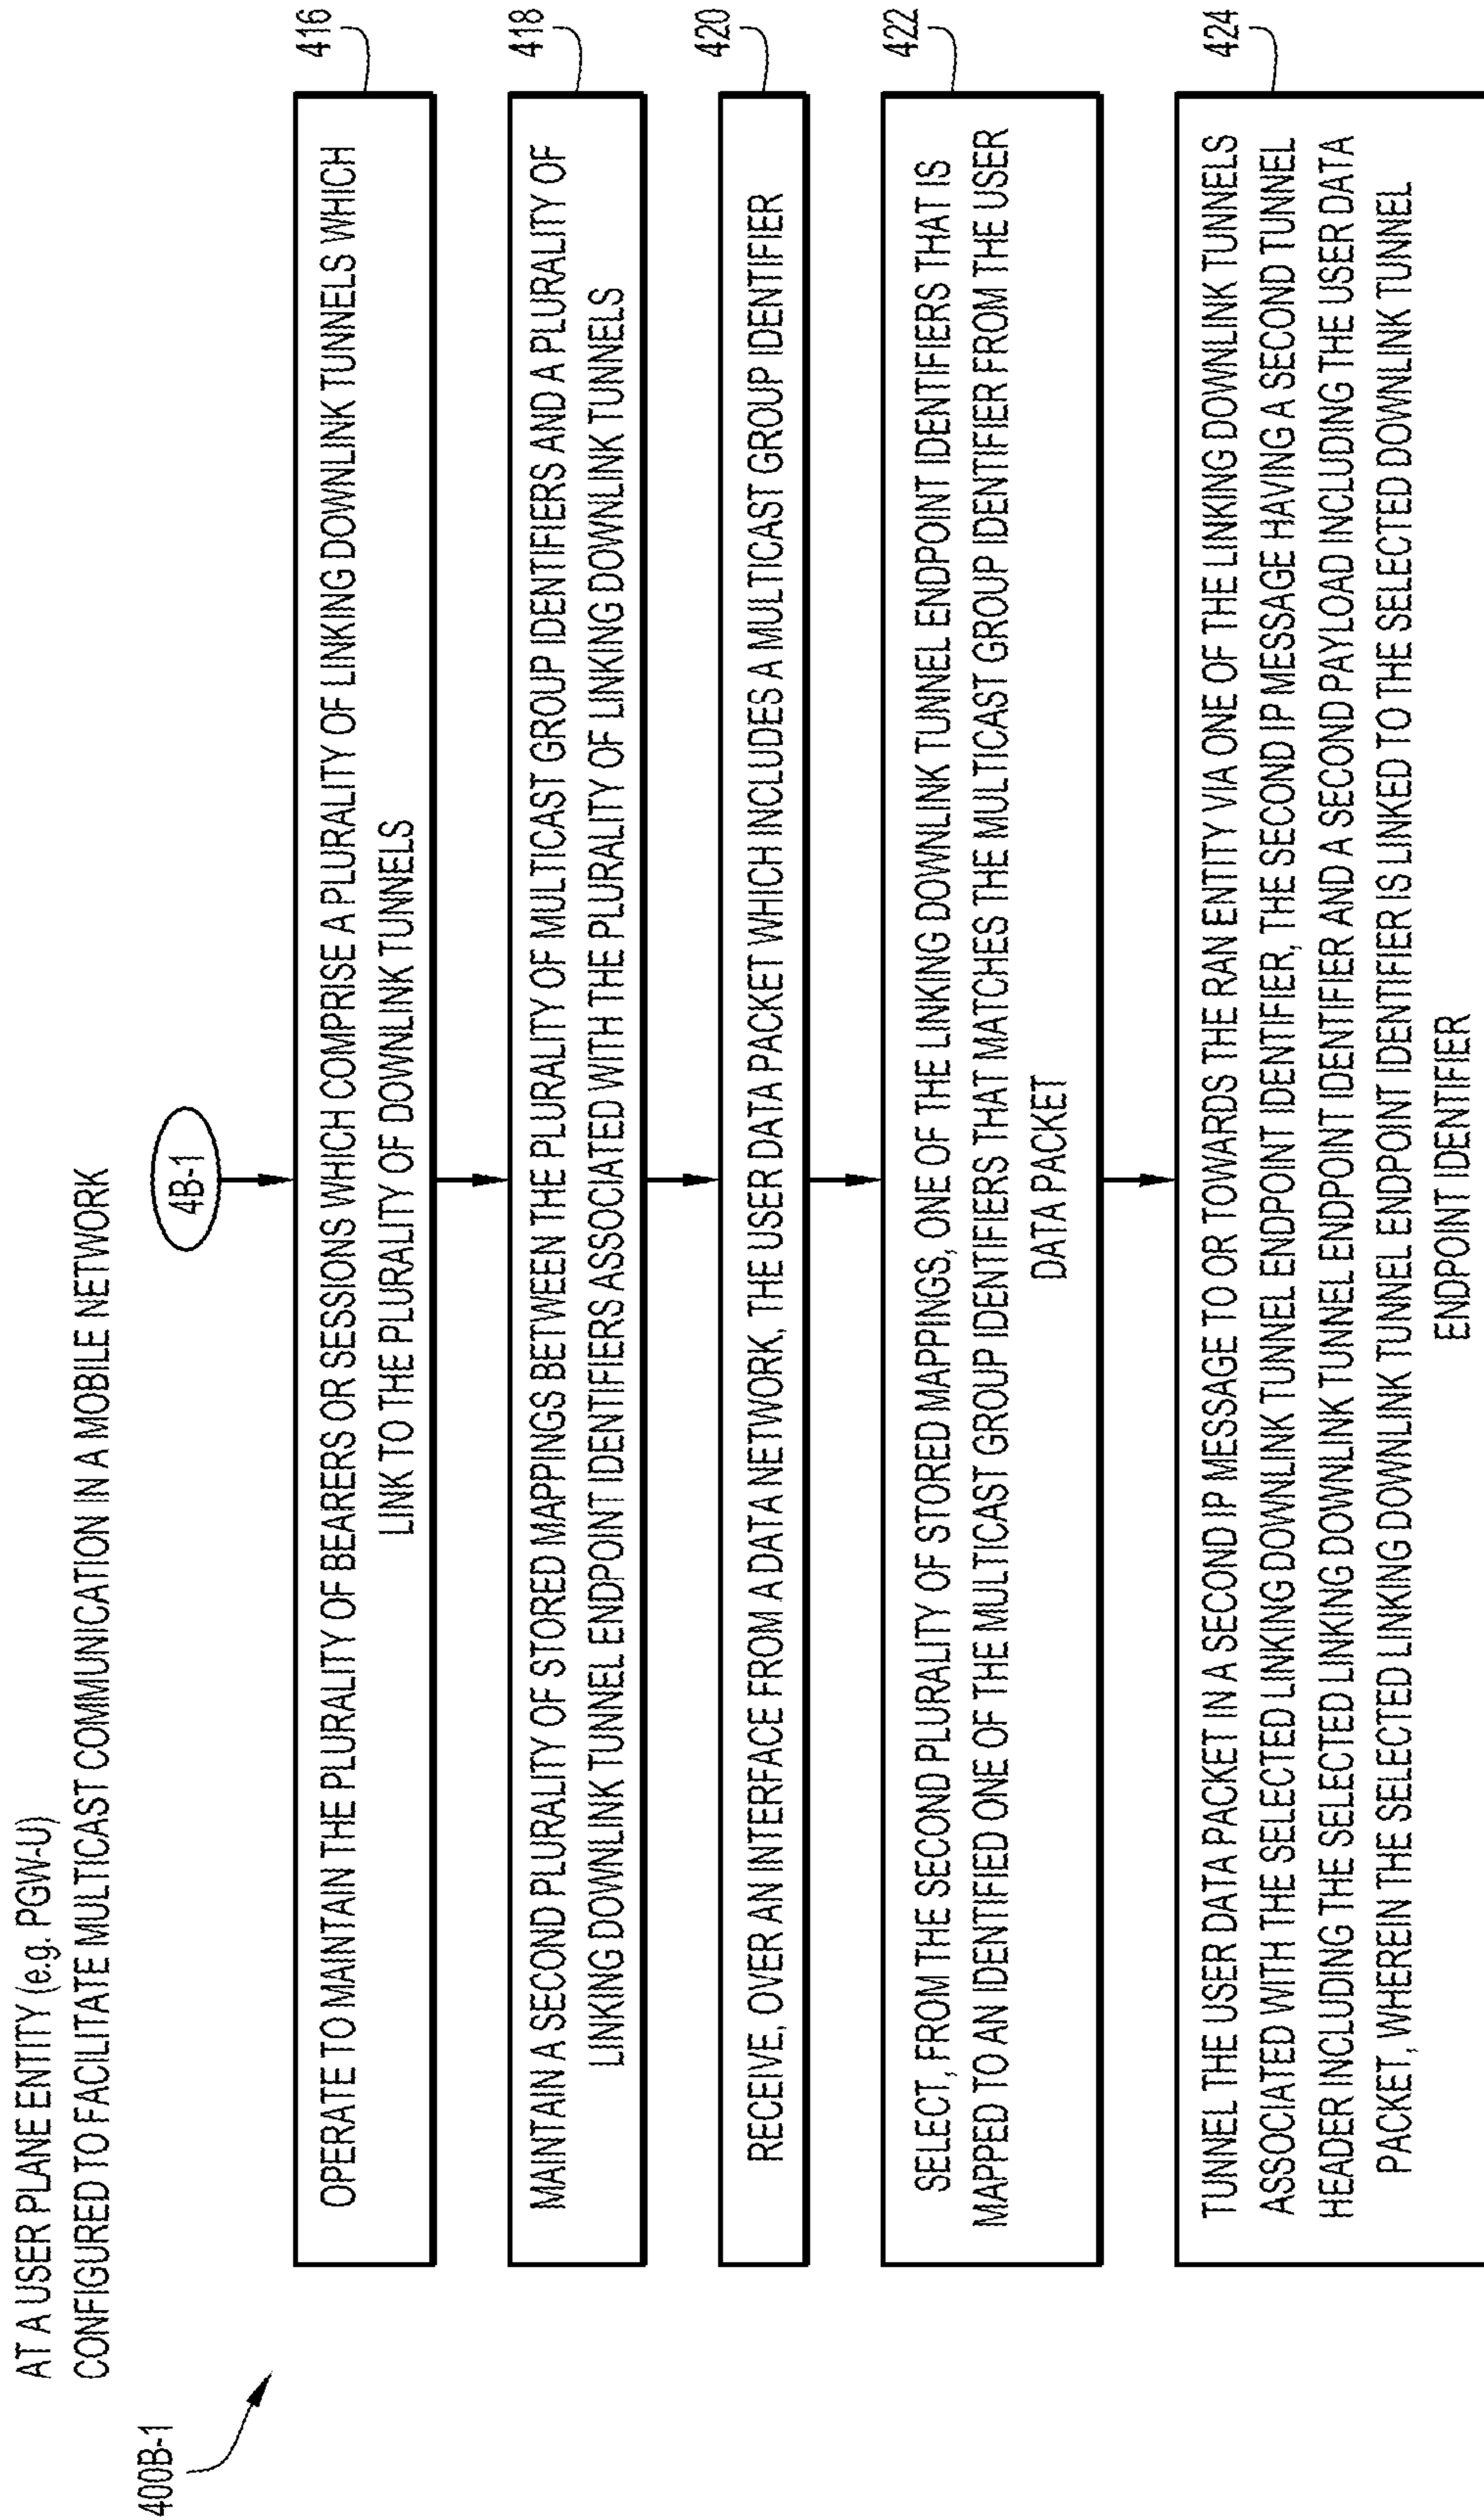 AT A USER PLANE ENTITY (e.g. PGW-U)
CONFIGURED TO FACILITATE MULTICAST COMMUNICATION IN A MOBILE NETWORK
400B-1
4B-1
416
OPERATE TO MAINTAIN THE PLURALITY OF BEARERS OR SESSIONS WHICH COMPRISE A PLURALITY OF LINKING DOWNLINK TUNNELS WHICH
LINK TO THE PLURALITY OF DOWNLINK TUNNELS
418
MAINTAIN A SECOND PLURALITY OF STORED MAPPINGS BETWEEN THE PLURALITY OF MULTICAST GROUP IDENTIFIERS AND A PLURALITY OF
LINKING DOWNLINK TUNNEL ENDPOINT IDENTIFIERS ASSOCIATED WITH THE PLURALITY OF LINKING DOWNLINK TUNNELS
420
RECEIVE, OVER AN INTERFACE FROM A DATA NETWORK, THE USER DATA PACKET WHICH INCLUDES A MULTICAST GROUP IDENTIFIER
422
SELECT, FROM THE SECOND PLURALITY OF STORED MAPPINGS, ONE OF THE LINKING DOWNLINK TUNNEL ENDPOINT IDENTIFIERS THAT IS
MAPPED TO AN IDENTIFIED ONE OF THE MULTICAST GROUP IDENTIFIERS THAT MATCHES THE MULTICAST GROUP IDENTIFIER FROM THE USER
DATA PACKET
424
TUNNEL THE USER DATA PACKET IN A SECOND IP MESSAGE TO OR TOWARDS THE RAN ENTITY VIA ONE OF THE LINKING DOWNLINK TUNNELS
ASSOCIATED WITH THE SELECTED LINKING DOWNLINK TUNNEL ENDPOINT IDENTIFIER, THE SECOND IP MESSAGE HAVING A SECOND TUNNEL
HEADER INCLUDING THE SELECTED LINKING DOWNLINK TUNNEL ENDPOINT IDENTIFIER AND A SECOND PAYLOAD INCLUDING THE USER DATA
PACKET, WHEREIN THE SELECTED LINKING DOWNLINK TUNNEL ENDPOINT IDENTIFIER IS LINKED TO THE SELECTED DOWNLINK TUNNEL
ENDPOINT IDENTIFIER